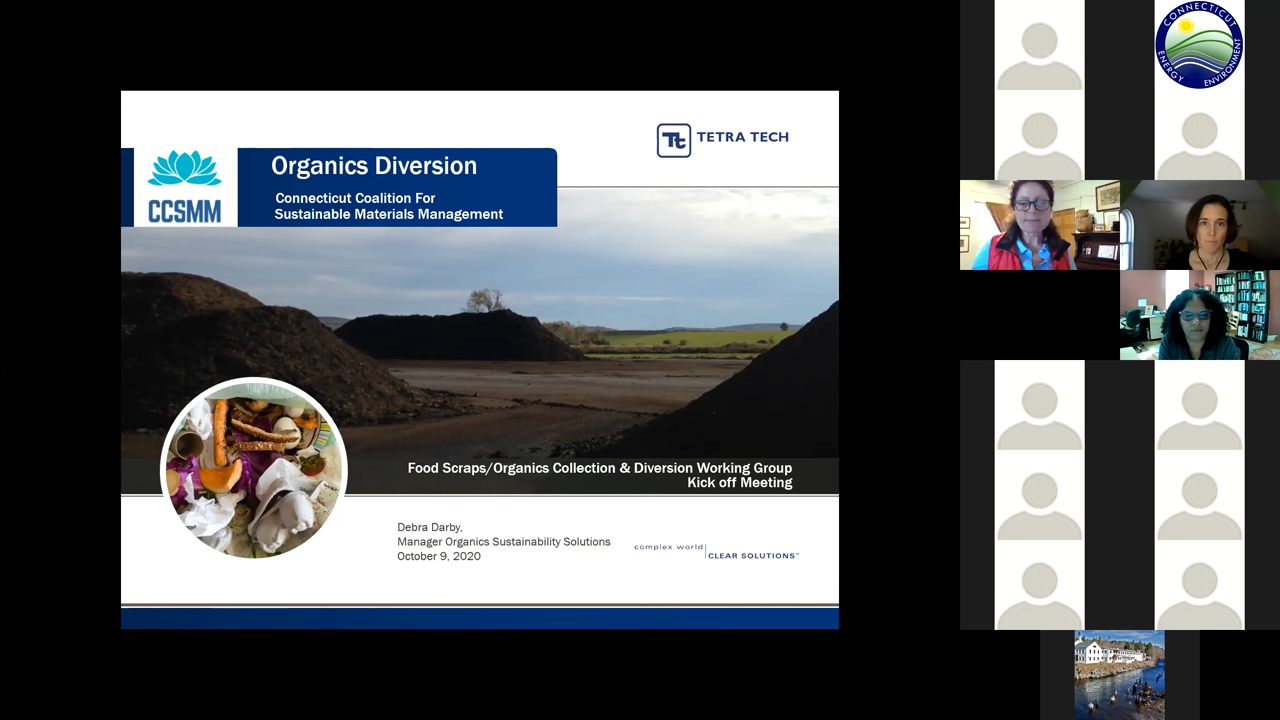 Organics Diversion
Connecticut Coalition For
Sustainable Materials Management
CCSMM
Tt TETRA TECH
Food Scraps/Organics Collection & Diversion Working Group
Kick off Meeting
Debra Darby,
Manager Organics Sustainability Solutions
October 9, 2020
complex world
CLEAR SOLUTIONS™
CONNECTICUT
ENERGY ENVIRONMENT